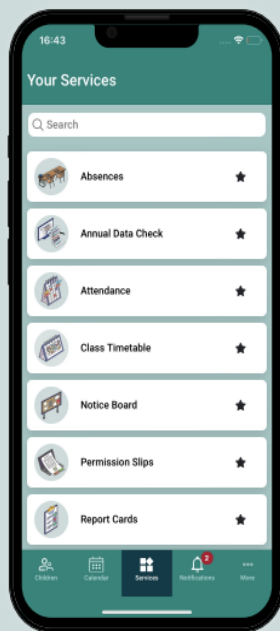 16:43
Your Services
Search
Absences
Annual Data Check
Attendance
Class Timetable
Notice Board
Permission Slips
Report Cards
2
Children Calendar Services Notifications More